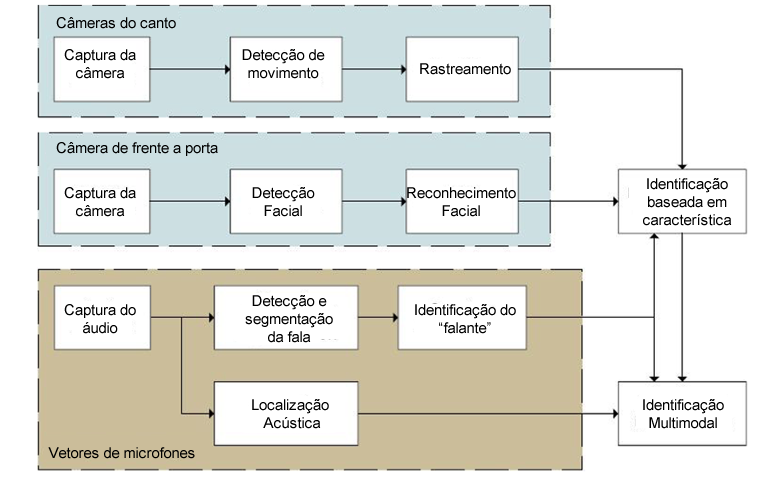 Câmeras do canto
Captura da
câmera
Detecção de
movimento
Rastreamento
Câmera de frente a porta
Captura da
câmera
Detecção
Facial
Reconhecimento
Facial
Identificação
baseada em
característica
Captura do
áudio
Detecção e
segmentação
da fala
Identificação do
“falante”
Localização
Acústica
Identificação
Multimodal
Vetores de microfones